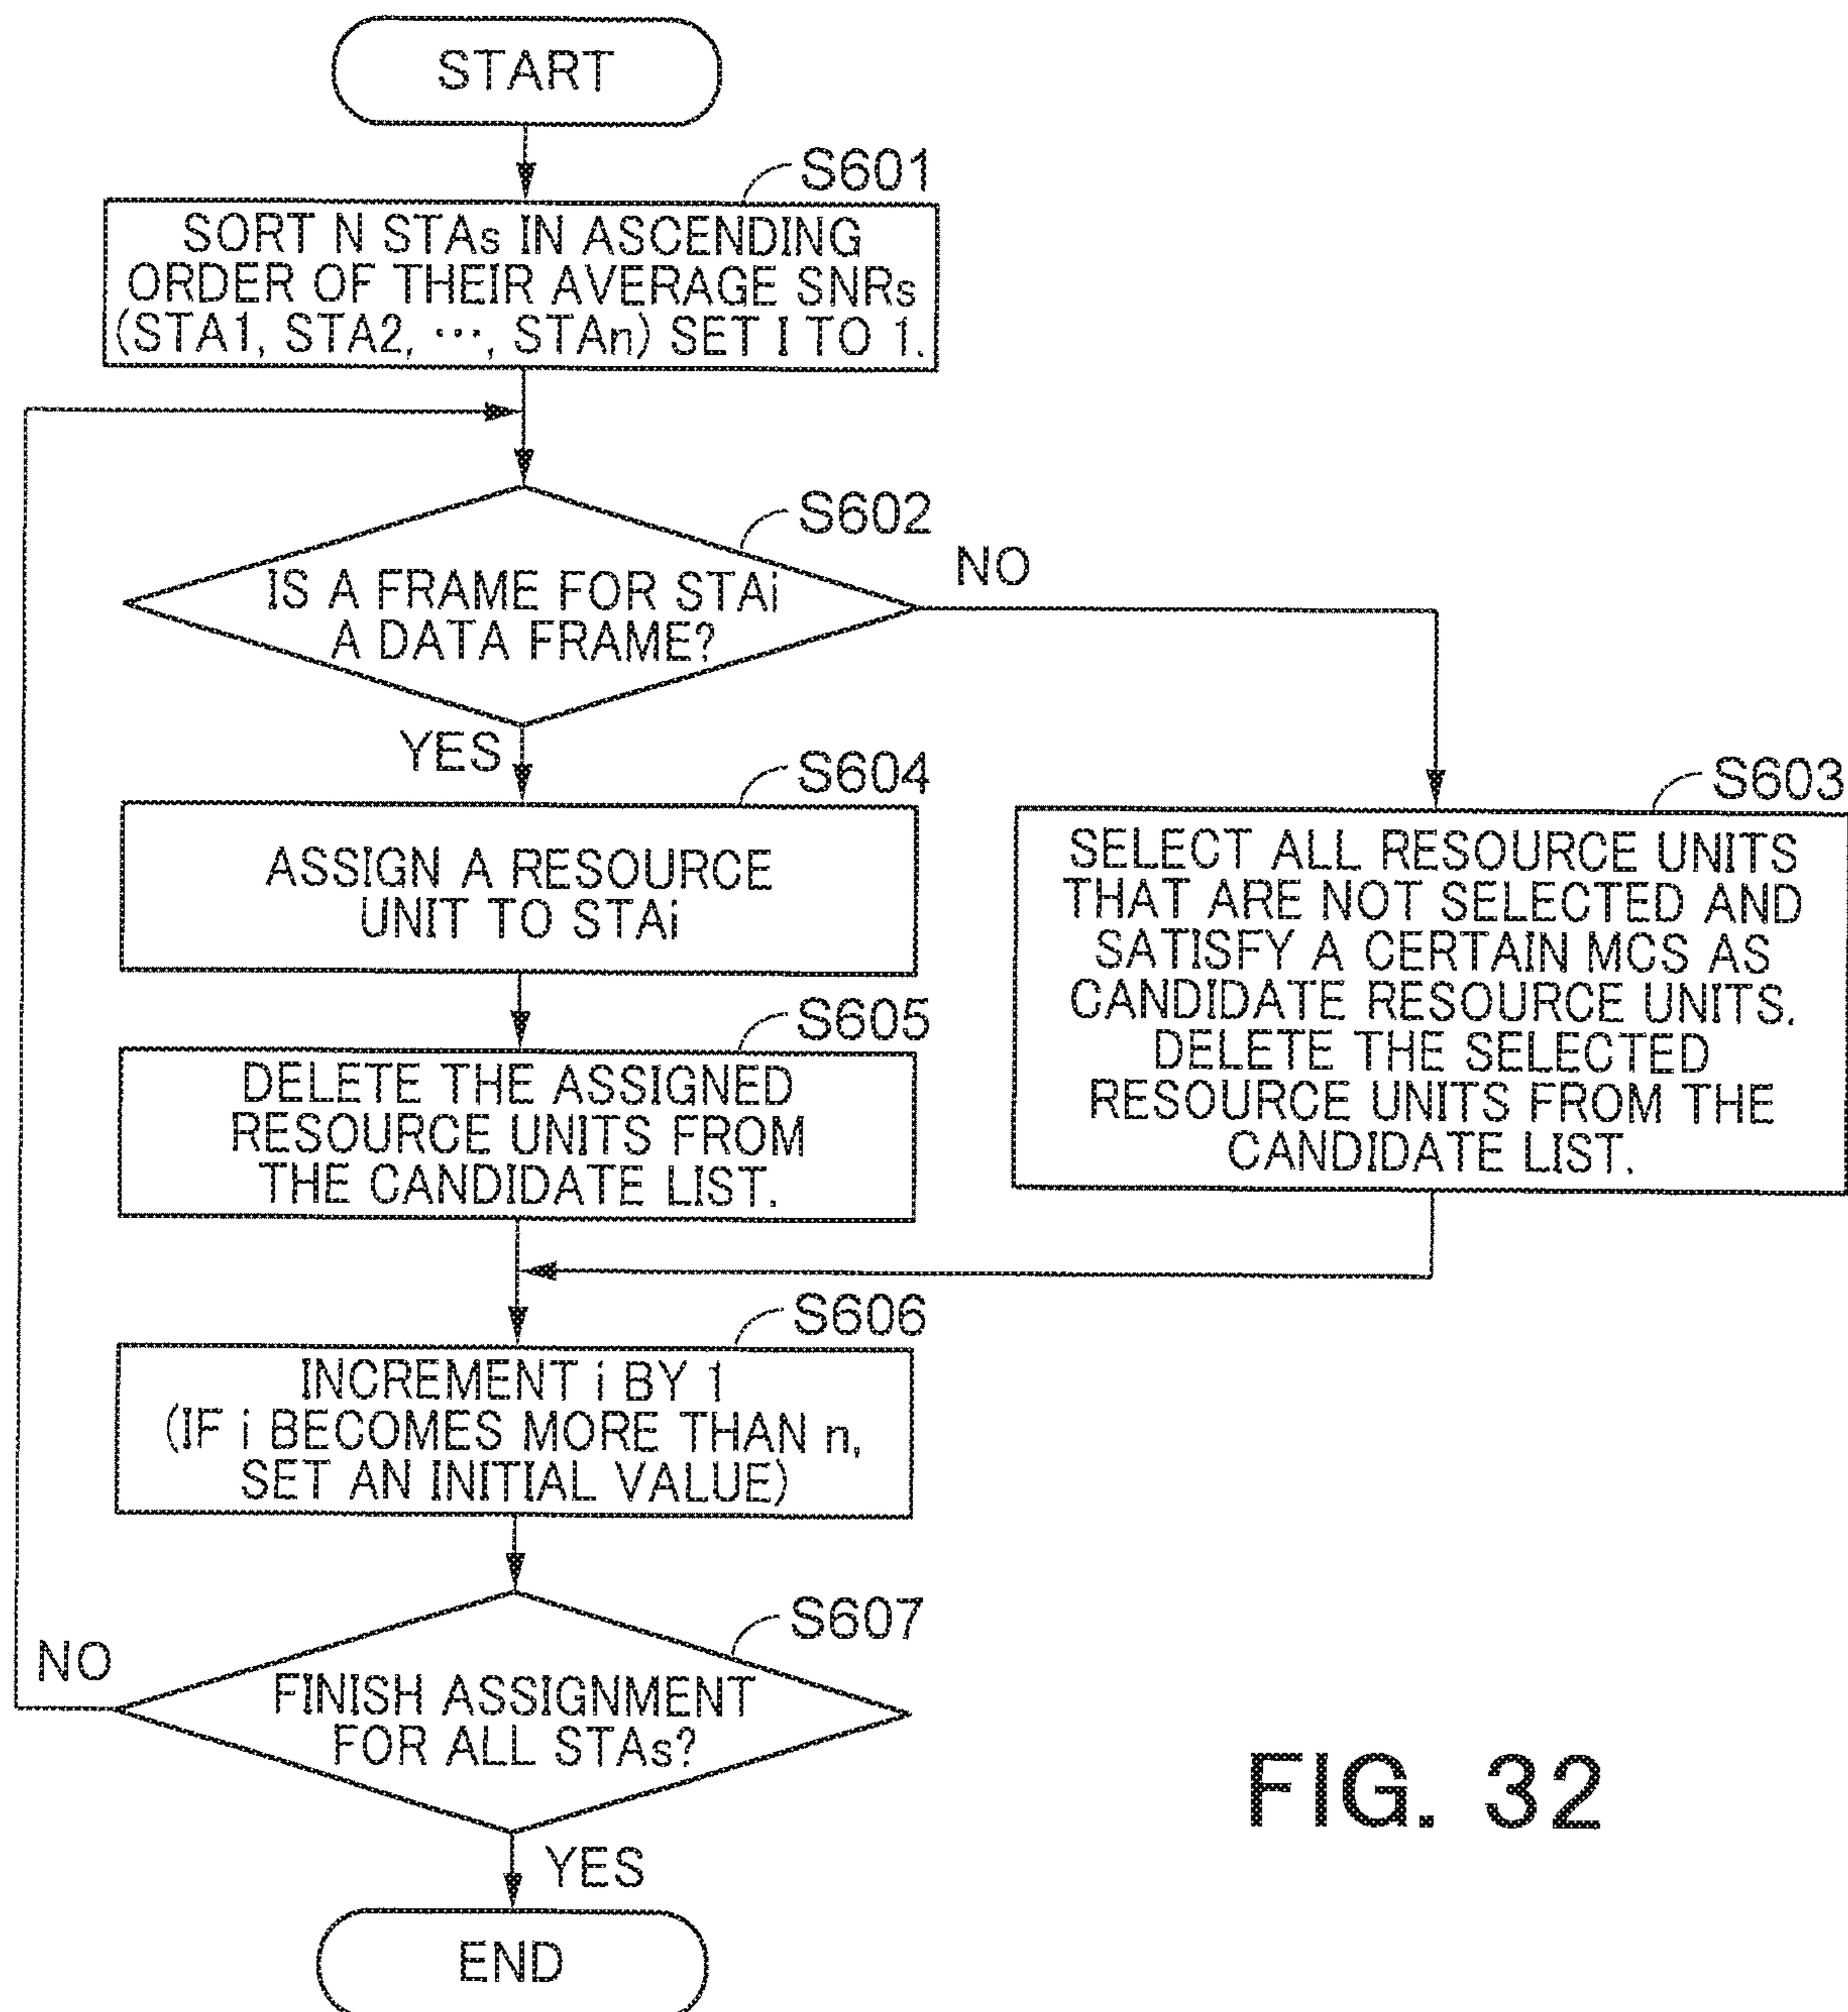 START
S601
SORT N STAs IN ASCENDING
ORDER OF THEIR AVERAGE SNRs
(STA1, STA2, ···, STAn) SET I TO 1.
S602
IS A FRAME FOR STAi
A DATA FRAME?
NO
YES
S604
ASSIGN A RESOURCE
UNIT TO STAi
S603
SELECT ALL RESOURCE UNITS
THAT ARE NOT SELECTED AND
SATISFY A CERTAIN MCS AS
CANDIDATE RESOURCE UNITS.
DELETE THE SELECTED
RESOURCE UNITS FROM THE
CANDIDATE LIST.
S605
DELETE THE ASSIGNED
RESOURCE UNITS FROM
THE CANDIDATE LIST.
S606
INCREMENT i BY 1
(IF i BECOMES MORE THAN n,
SET AN INITIAL VALUE)
S607
NO
FINISH ASSIGNMENT
FOR ALL STAs?
YES
END
FIG. 32